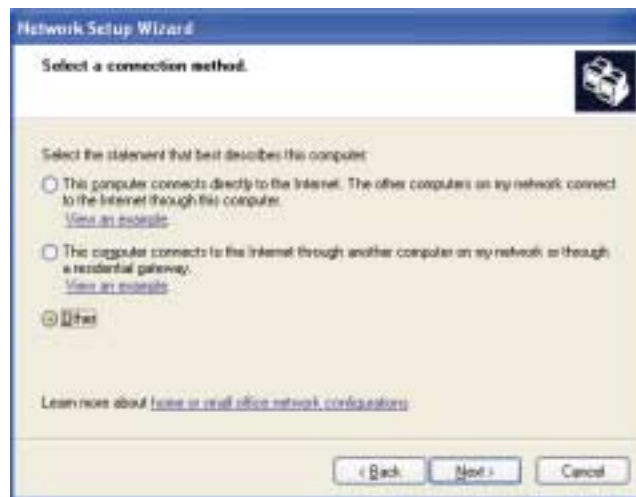 Network Setup Wizard
Select a connection method.
Select the statement that best describes this computer:
This computer connects directly to the Internet. The other computers on my network connect
to the Internet through this computer.
View an example.
This computer connects to the Internet through another computer on my network or through
a residential gateway.
View an example.
Other
Learn more about home or small office network configurations.
< Back
Next >
Cancel